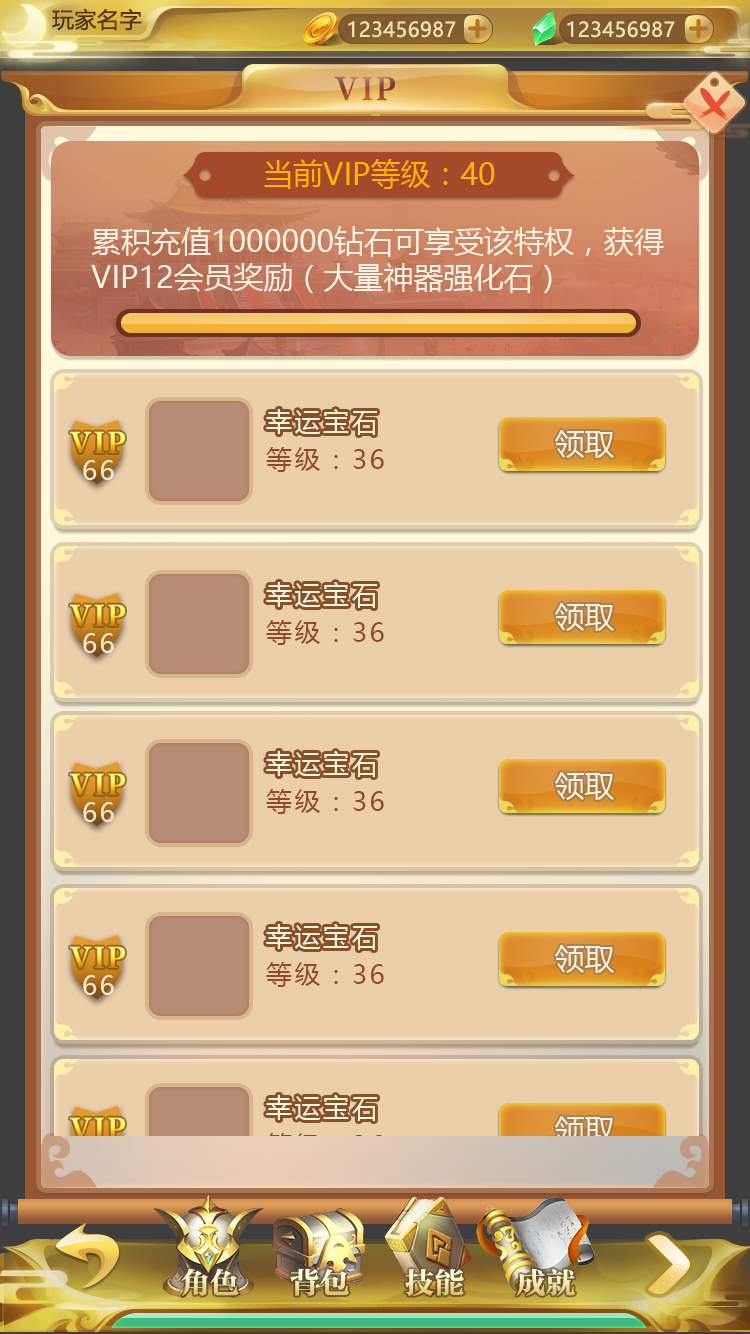 玩家名字
123456987
123456987
VIP
当前VIP等级：40
累积充值1000000钻石可享受该特权，获得
VIP12会员奖励（大量神器强化石）
VIP
66
幸运宝石
等级：36
领取
VIP
66
幸运宝石
等级：36
领取
VIP
66
幸运宝石
等级：36
领取
VIP
66
幸运宝石
等级：36
领取
VIP
幸运宝石
领取
角色
背包
技能
成就